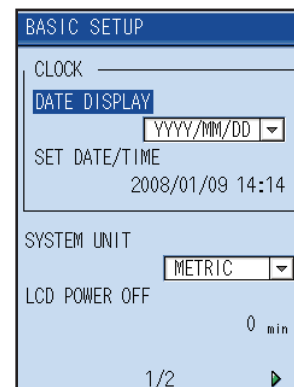 BASIC SETUP
CLOCK
DATE DISPLAY
YYYY/MM/DD
SET DATE/TIME
2008/01/09 14:14
SYSTEM UNIT
METRIC
LCD POWER OFF
0 min
1/2